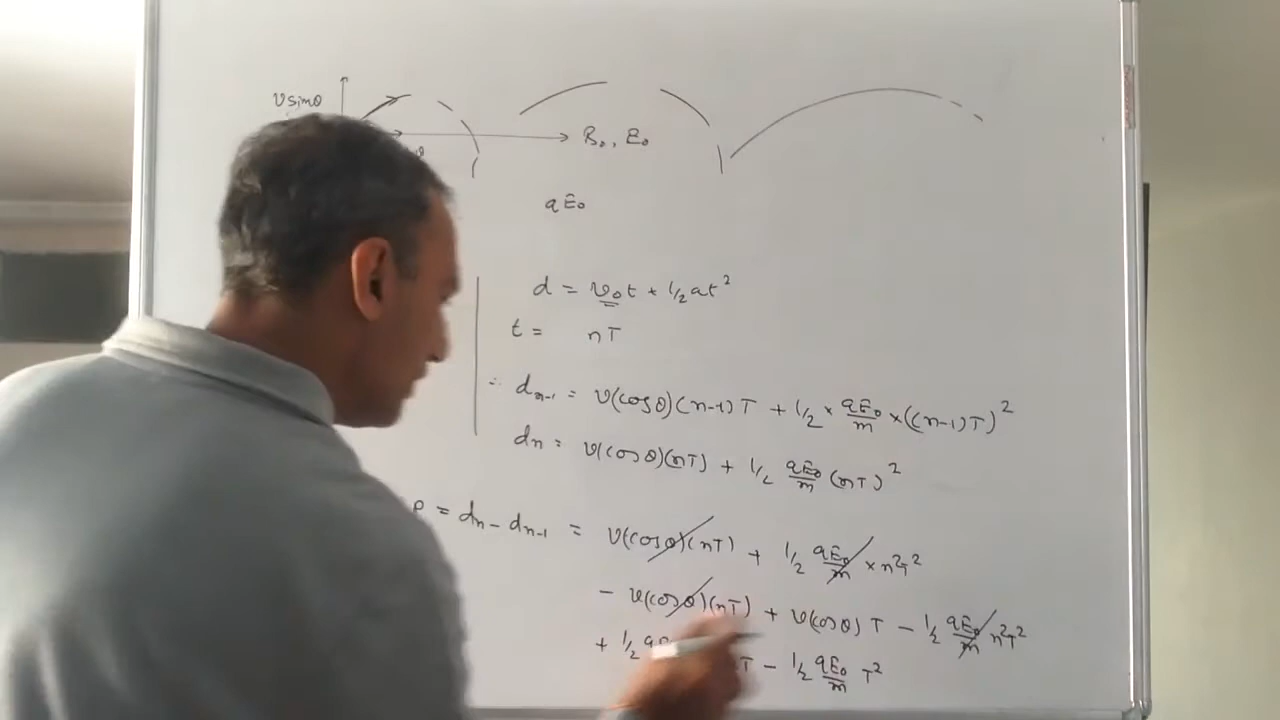 v sinθ
B₀, E₀
qE₀
d = v₀t + 1/2 at²
t = nT
∴ dₙ₋₁ = v(cosθ)(n-1)T + 1/2 × qE₀/m × ((n-1)T)²
dₙ = v(cosθ)(nT) + 1/2 qE₀/m (nT)²
P = dₙ - dₙ₋₁ = v(cosθ)(nT) + 1/2 qE₀/m × n²T²
- v(cosθ)(nT) + v(cosθ)T - 1/2 qE₀/m n²T²
+ 1/2 T - 1/2 qE₀/m T²